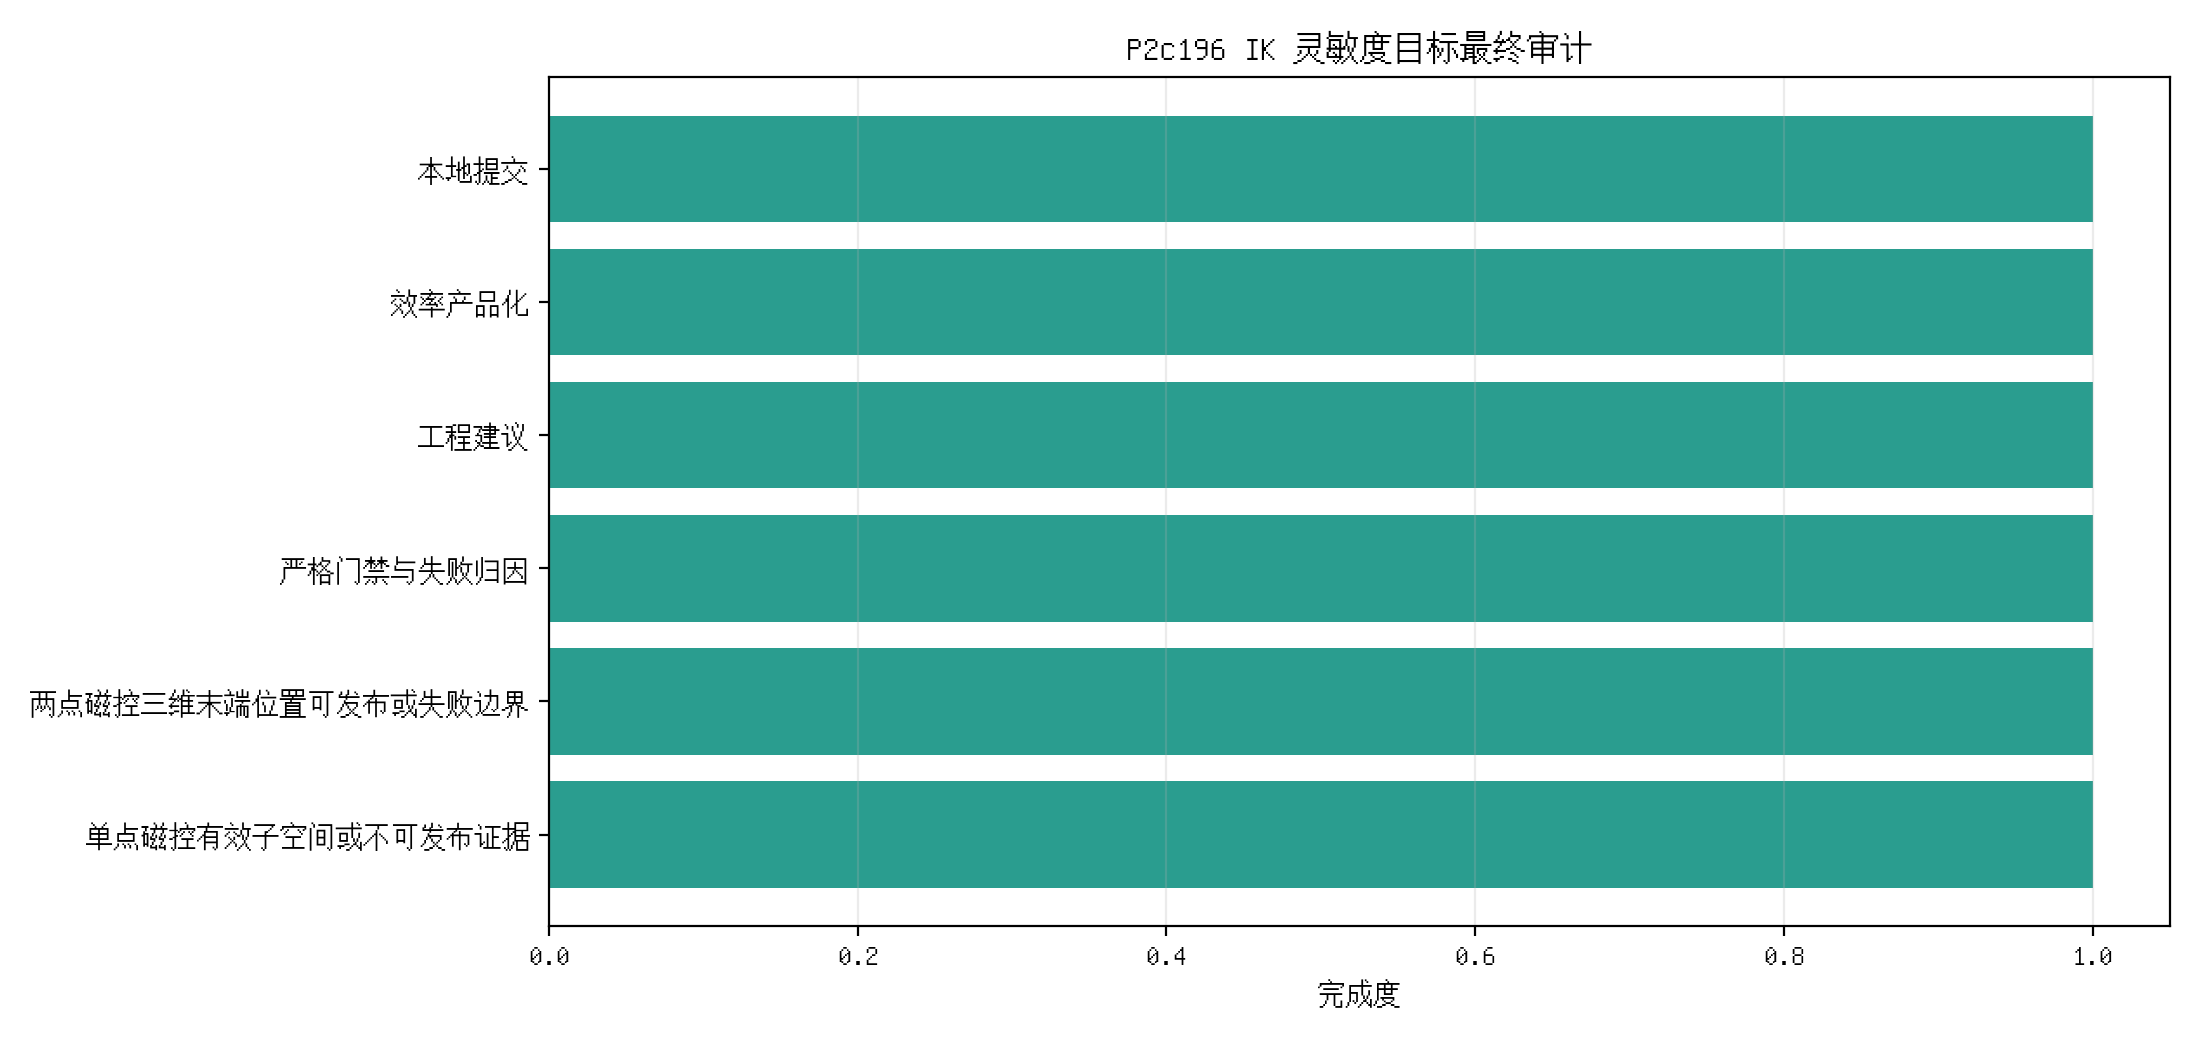 P2c196 IK 灵敏度目标最终审计
本地提交
效率产品化
工程建议
严格门禁与失败归因
两点磁控三维末端位置可发布或失败边界
单点磁控有效子空间或不可发布证据
0.0 0.2 0.4 0.6 0.8 1.0
完成度